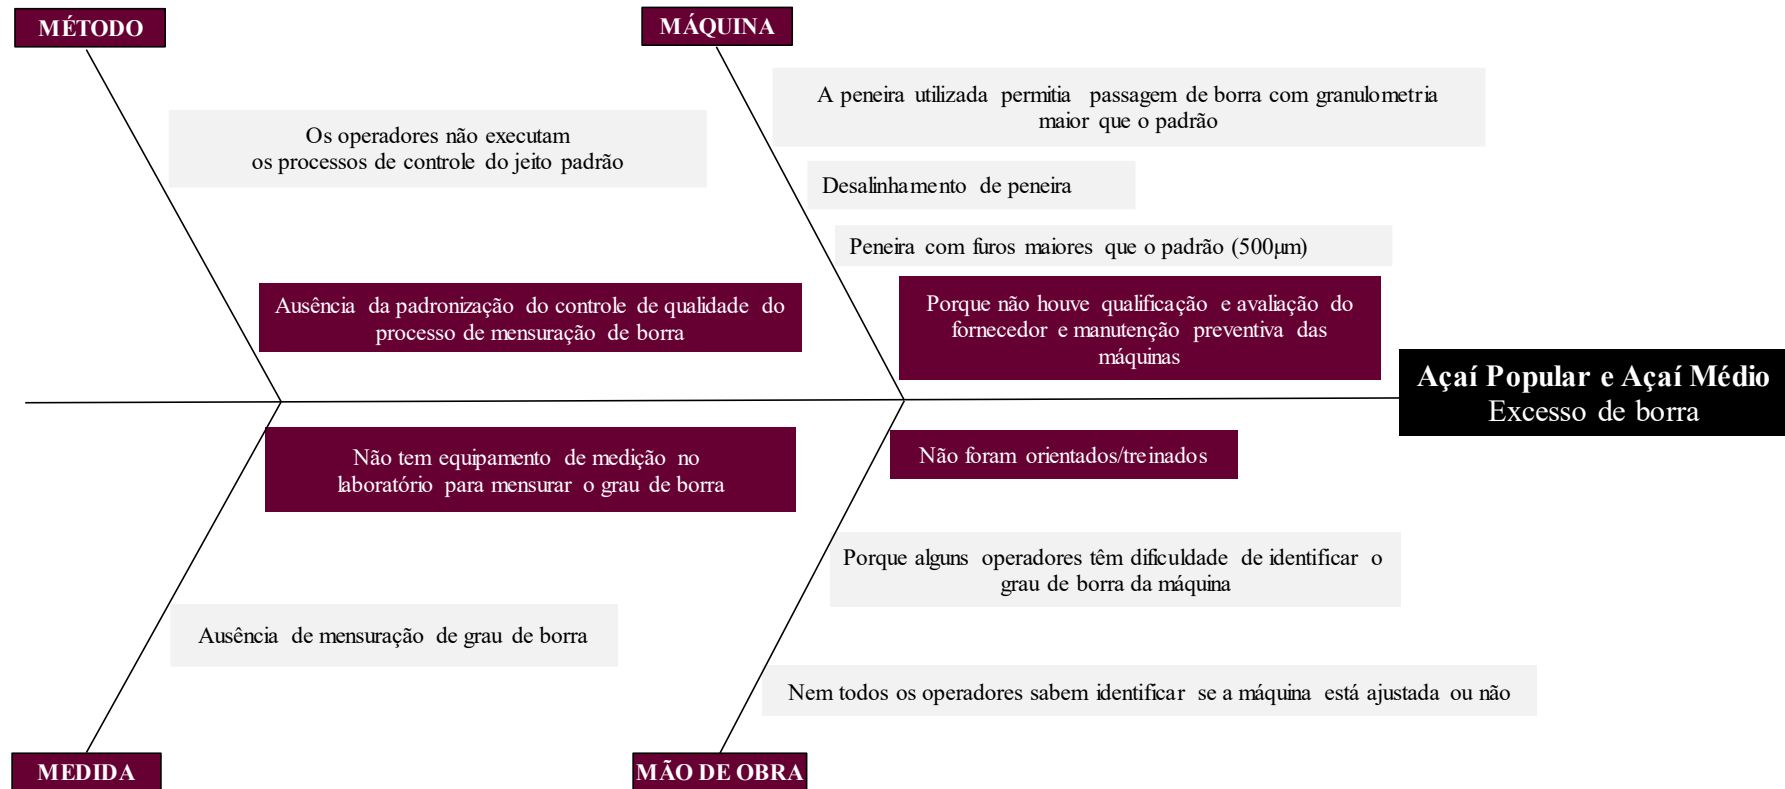 MÉTODO
MÁQUINA
A peneira utilizada permitia passagem de borra com granulometria
maior que o padrão
Os operadores não executam
os processos de controle do jeito padrão
Desalinhamento de peneira
Peneira com furos maiores que o padrão (500µm)
Ausência da padronização do controle de qualidade do
processo de mensuração de borra
Porque não houve qualificação e avaliação do
fornecedor e manutenção preventiva das
máquinas
Açaí Popular e Açaí Médio
Excesso de borra
Não tem equipamento de medição no
laboratório para mensurar o grau de borra
Não foram orientados/treinados
Porque alguns operadores têm dificuldade de identificar o
grau de borra da máquina
Ausência de mensuração de grau de borra
Nem todos os operadores sabem identificar se a máquina está ajustada ou não
MEDIDA
MÃO DE OBRA